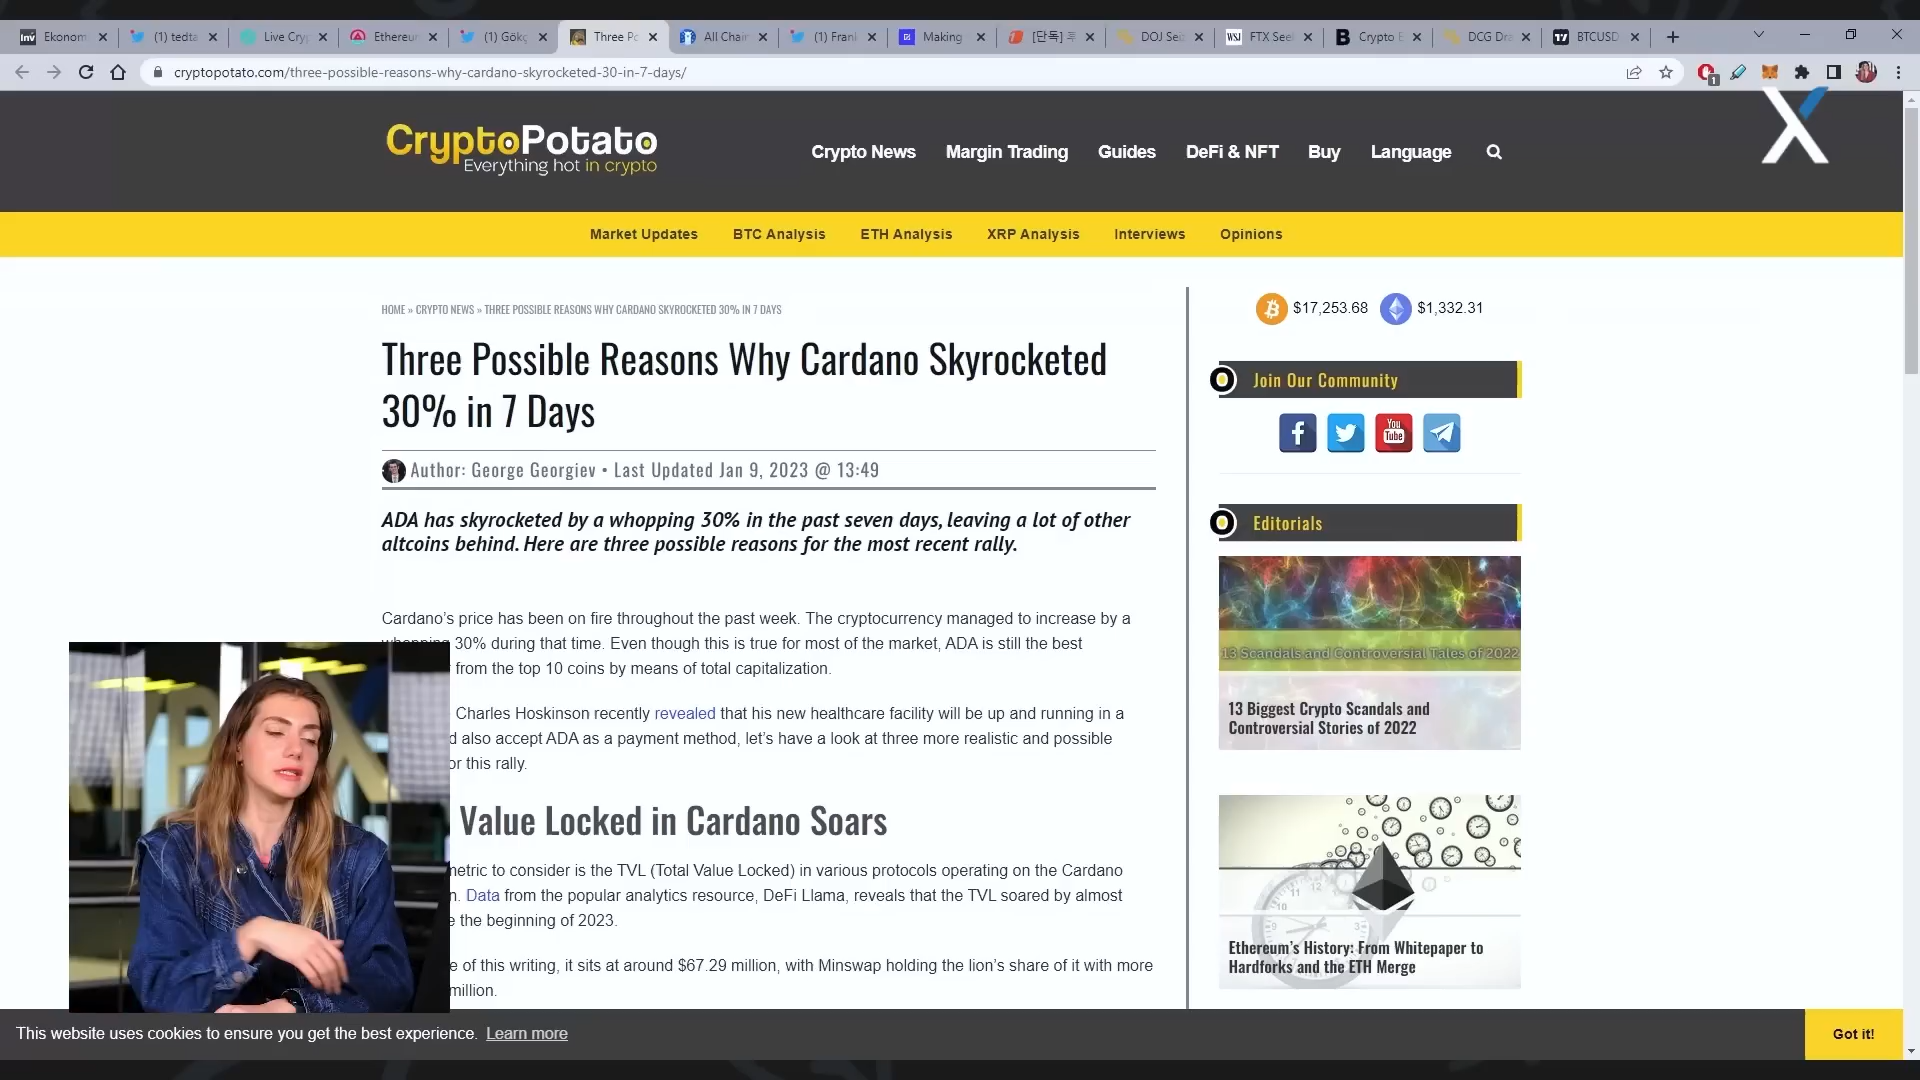 Ekonom
(1) tedta
Live Cry
Ethereu
(1) Gökç
Three Po
All Chai
(1) Fran
Making
[단독] 루
DOJ Sei
WSJ
FTX See
Crypto E
DCG Dra
BTCUSD
cryptopotato.com/three-possible-reasons-why-cardano-skyrocketed-30-in-7-days/
1
X
CryptoPotato
Everything hot in crypto
Crypto News
Margin Trading
Guides
DeFi & NFT
Buy
Language
Market Updates
BTC Analysis
ETH Analysis
XRP Analysis
Interviews
Opinions
HOME » CRYPTO NEWS » THREE POSSIBLE REASONS WHY CARDANO SKYROCKETED 30% IN 7 DAYS
Three Possible Reasons Why Cardano Skyrocketed
30% in 7 Days
Author: George Georgiev • Last Updated Jan 9, 2023 @ 13:49
ADA has skyrocketed by a whopping 30% in the past seven days, leaving a lot of other
altcoins behind. Here are three possible reasons for the most recent rally.
Cardano's price has been on fire throughout the past week. The cryptocurrency managed to increase by a
whopping 30% during that time. Even though this is true for most of the market, ADA is still the best
from the top 10 coins by means of total capitalization.
Charles Hoskinson recently revealed that his new healthcare facility will be up and running in a
d also accept ADA as a payment method, let's have a look at three more realistic and possible
or this rally.
Value Locked in Cardano Soars
metric to consider is the TVL (Total Value Locked) in various protocols operating on the Cardano
n. Data from the popular analytics resource, DeFi Llama, reveals that the TVL soared by almost
e the beginning of 2023.
e of this writing, it sits at around $67.29 million, with Minswap holding the lion's share of it with more
million.
$17,253.68
$1,332.31
Join Our Community
You
Tube
Editorials
13 Scandals and Controversial Tales of 2022
13 Biggest Crypto Scandals and
Controversial Stories of 2022
Ethereum's History: From Whitepaper to
Hardforks and the ETH Merge
This website uses cookies to ensure you get the best experience. Learn more
Got it!